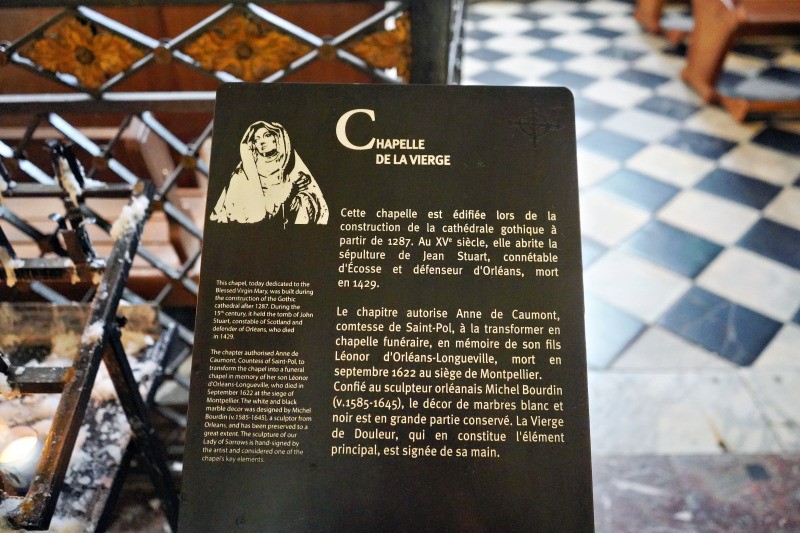 CHAPELLE
DE LA VIERGE
Cette chapelle est édifiée lors de la
construction de la cathédrale gothique à
partir de 1287. Au XVe siècle, elle abrite la
sépulture de Jean Stuart, connétable
d'Écosse et défenseur d'Orléans, mort
en 1429.
Le chapitre autorise Anne de Caumont,
comtesse de Saint-Pol, à la transformer en
chapelle funéraire, en mémoire de son fils
Léonor d'Orléans-Longueville, mort en
septembre 1622 au siège de Montpellier.
Confié au sculpteur orléanais Michel Bourdin
(v.1585-1645), le décor de marbres blanc et
noir est en grande partie conservé. La Vierge
de Douleur, qui en constitue l'élément
principal, est signée de sa main.
This chapel, today dedicated to the
Blessed Virgin Mary, was built during
the construction of the Gothic
cathedral after 1287. During the
15th century, it held the tomb of John
Stuart, constable of Scotland and
defender of Orléans, who died
in 1429.
The chapter authorised Anne de
Caumont, Countess of Saint-Pol, to
transform the chapel into a funeral
chapel in memory of her son Léonor
d'Orléans-Longueville, who died in
September 1622 at the siege of
Montpellier. The white and black
marble decor was designed by Michel
Bourdin (v.1585-1645), a sculptor from
Orleans, and has been preserved to a
great extent. The sculpture of our
Lady of Sorrows is hand-signed by
the artist and considered one of the
chapel's key elements.